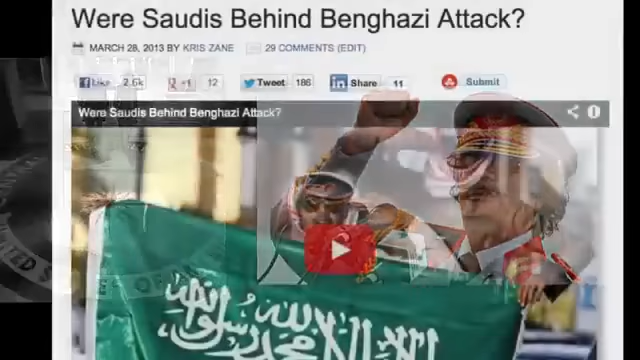 Were Saudis Behind Benghazi Attack?
MARCH 28, 2013 BY KRIS ZANE 29 COMMENTS (EDIT)
Like 2.6k +1 12 Tweet 186 in Share 11 Submit
Were Saudis Behind Benghazi Attack?
لا إله إلا الله محمد رسول الله